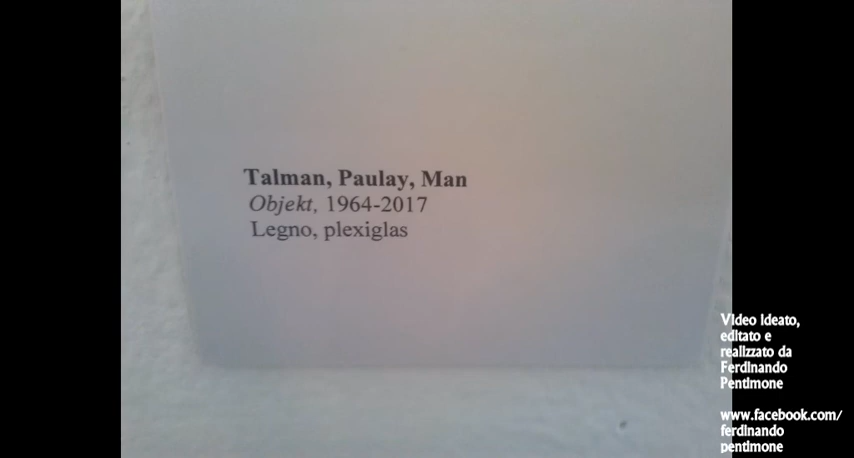 Talman, Paulay, Man
Objekt, 1964-2017
Legno, plexiglas
Video ideato,
editato e
realizzato da
Ferdinando
Pentimone
www.facebook.com/
ferdinando
pentimone